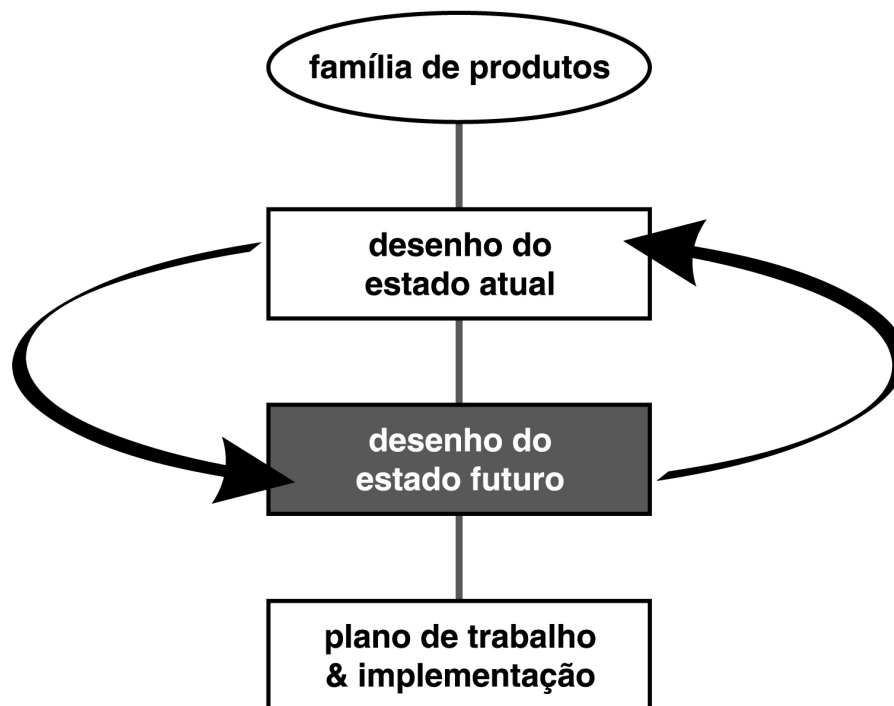 família de produtos
desenho do
estado atual
desenho do
estado futuro
plano de trabalho
& implementação